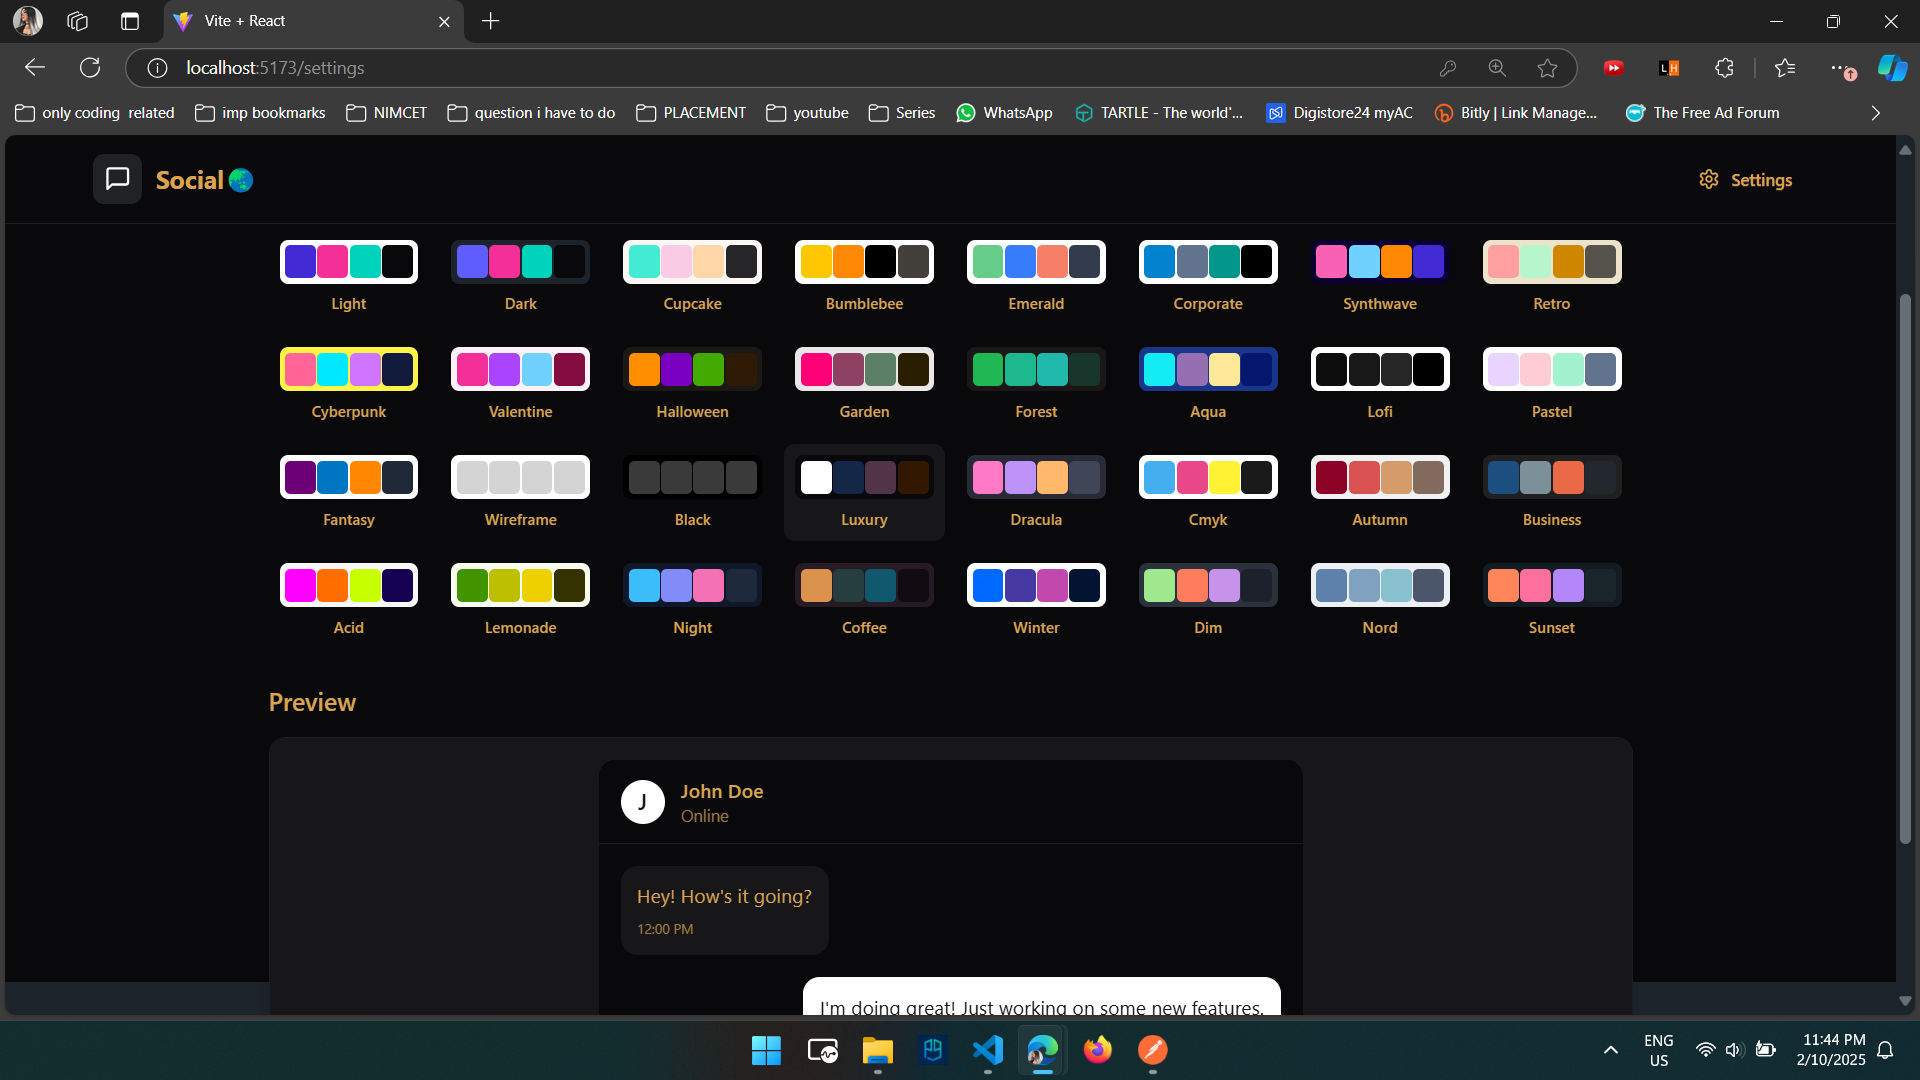 Vite + React
localhost:5173/settings
only coding related
imp bookmarks
NIMCET
question i have to do
PLACEMENT
youtube
Series
WhatsApp
TARTLE - The world'...
Digistore24 myAC
Bitly | Link Manage...
The Free Ad Forum
Social
Settings
Light
Dark
Cupcake
Bumblebee
Emerald
Corporate
Synthwave
Retro
Cyberpunk
Valentine
Halloween
Garden
Forest
Aqua
Lofi
Pastel
Fantasy
Wireframe
Black
Luxury
Dracula
Cmyk
Autumn
Business
Acid
Lemonade
Night
Coffee
Winter
Dim
Nord
Sunset
Preview
J
John Doe
Online
Hey! How's it going?
12:00 PM
I'm doing great! Just working on some new features.
ENG
US
11:44 PM
2/10/2025